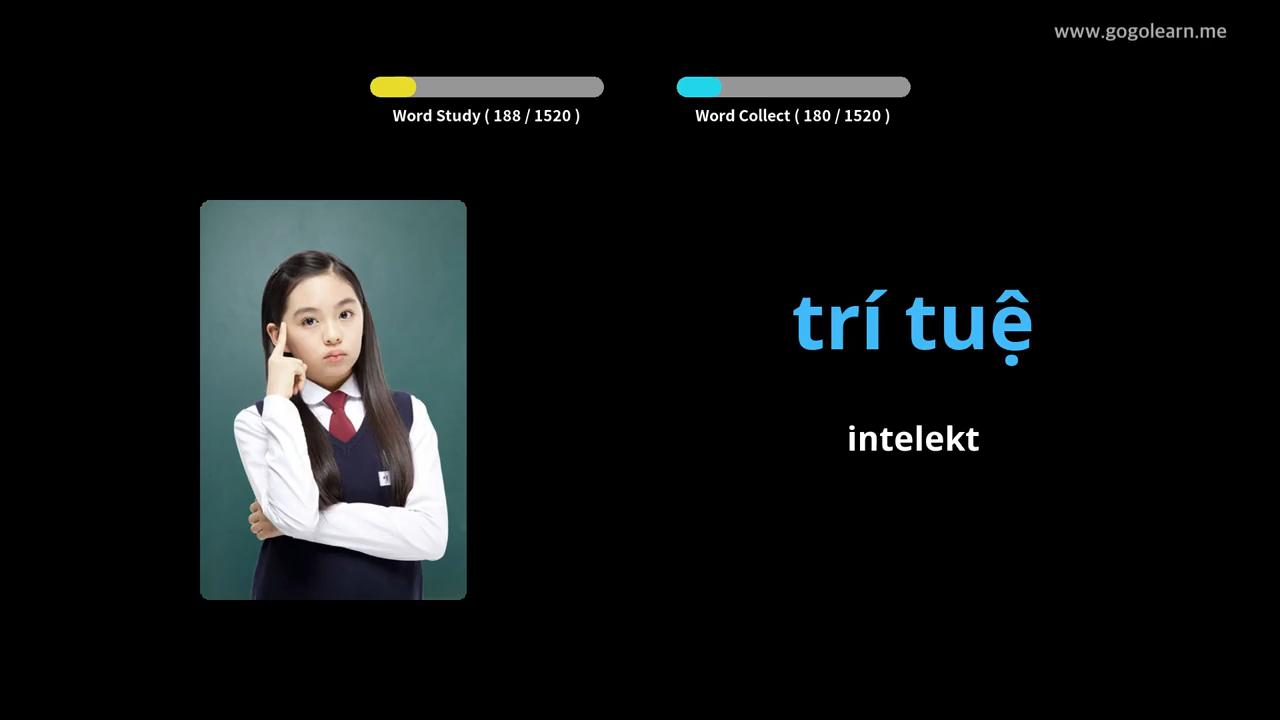 www.gogolearn.me
Word Study ( 188 / 1520 )
Word Collect ( 180 / 1520 )
trí tuệ
intelekt